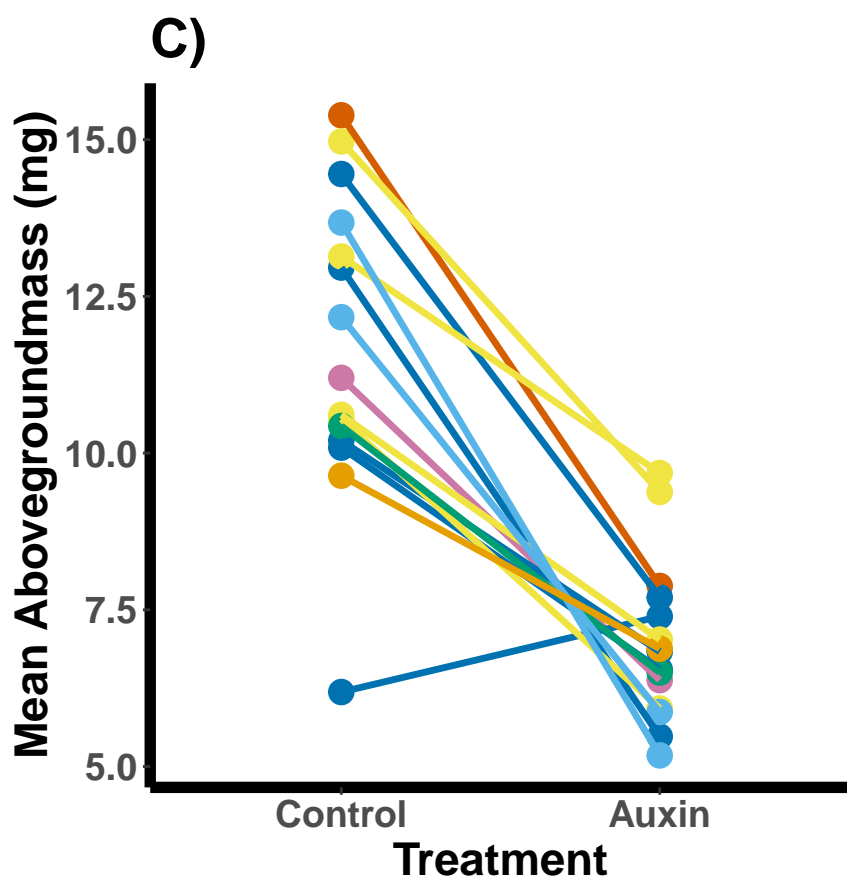 C)
Mean Abovegroundmass (mg)
15.0
12.5
10.0
7.5
5.0
Control Auxin
Treatment